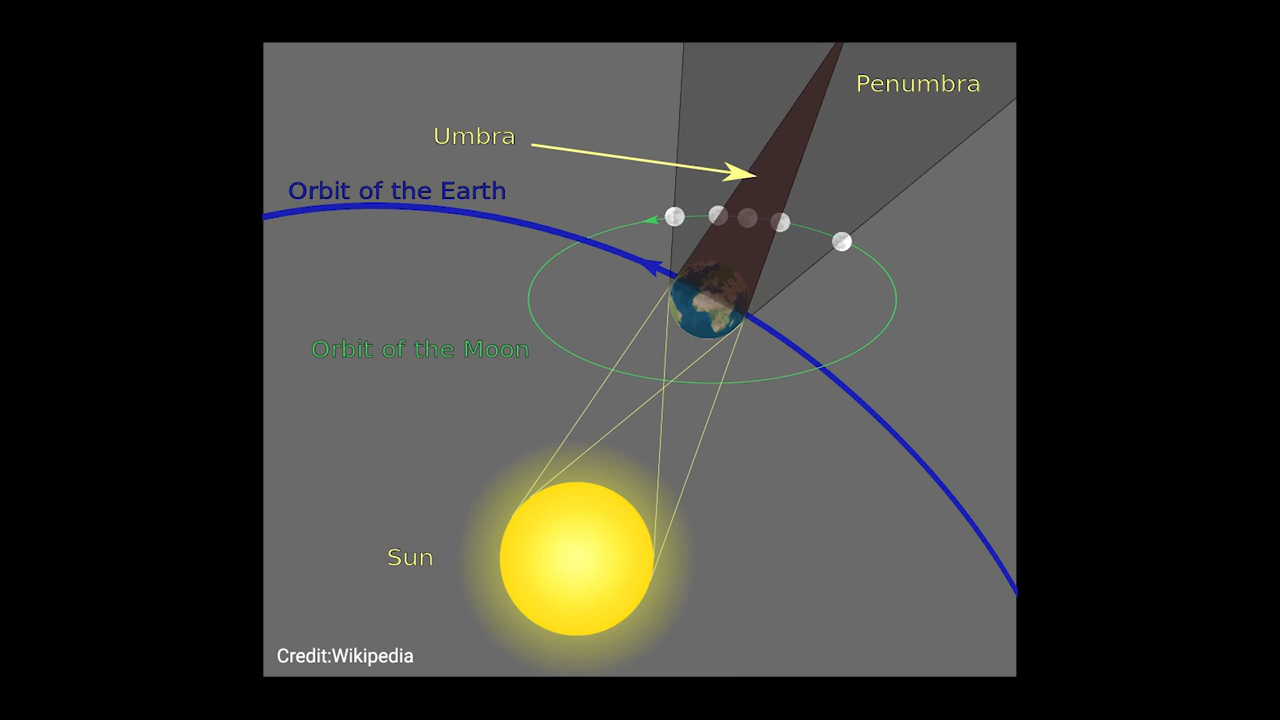 Penumbra
Umbra
Orbit of the Earth
Orbit of the Moon
Sun
Credit:Wikipedia